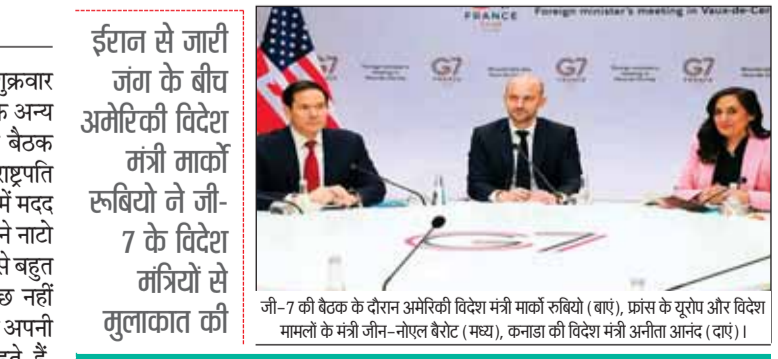 गुक्रवार
अन्य
बैठक
राष्ट्रपति
में मदद
ने नाटो
से बहुत
छ नहीं
अपनी
ईरान से जारी
जंग के बीच
अमेरिकी विदेश
मंत्री मार्को
रूबियो ने जी-
7 के विदेश
मंत्रियों से
मुलाकात की
FRANCE
Foreign minister's meeting in Vaux-de-Cer
G7
G7
G7
G7
G7
जी-7 की बैठक के दौरान अमेरिकी विदेश मंत्री मार्को रुबियो (बाएं), फ्रांस के यूरोप और विदेश
मामलों के मंत्री जीन-नोएल बैरोट (मध्य), कनाडा की विदेश मंत्री अनीता आनंद (दाएं)।